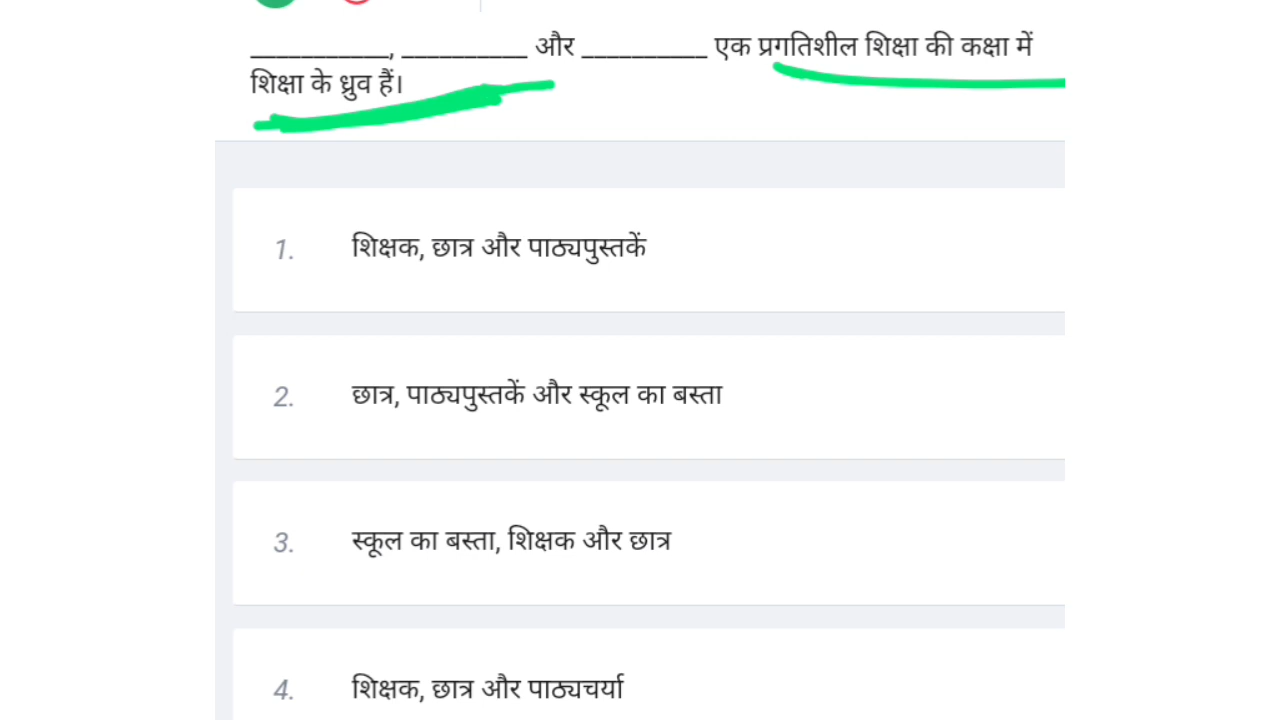 __________, _________ और _________ एक प्रगतिशील शिक्षा की कक्षा में
शिक्षा के ध्रुव हैं।
1. शिक्षक, छात्र और पाठ्यपुस्तकें
2. छात्र, पाठ्यपुस्तकें और स्कूल का बस्ता
3. स्कूल का बस्ता, शिक्षक और छात्र
4. शिक्षक, छात्र और पाठ्यचर्या